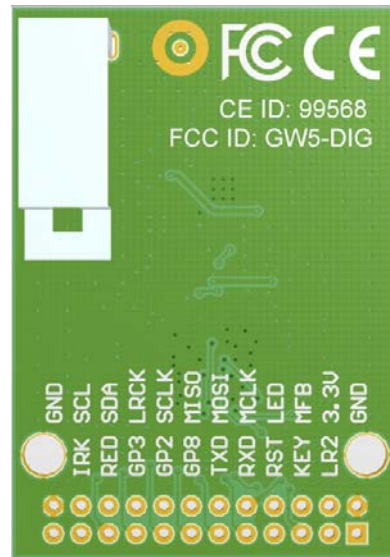 FC CE
CE ID: 99568
FCC ID: GW5-DIG
GND SCL SDA LRCK SCLK MISO MOSI MCLK LED MFB 3.3V GND
IRK RED GP3 GP2 GP8 TXD RXD RST KEY LR2